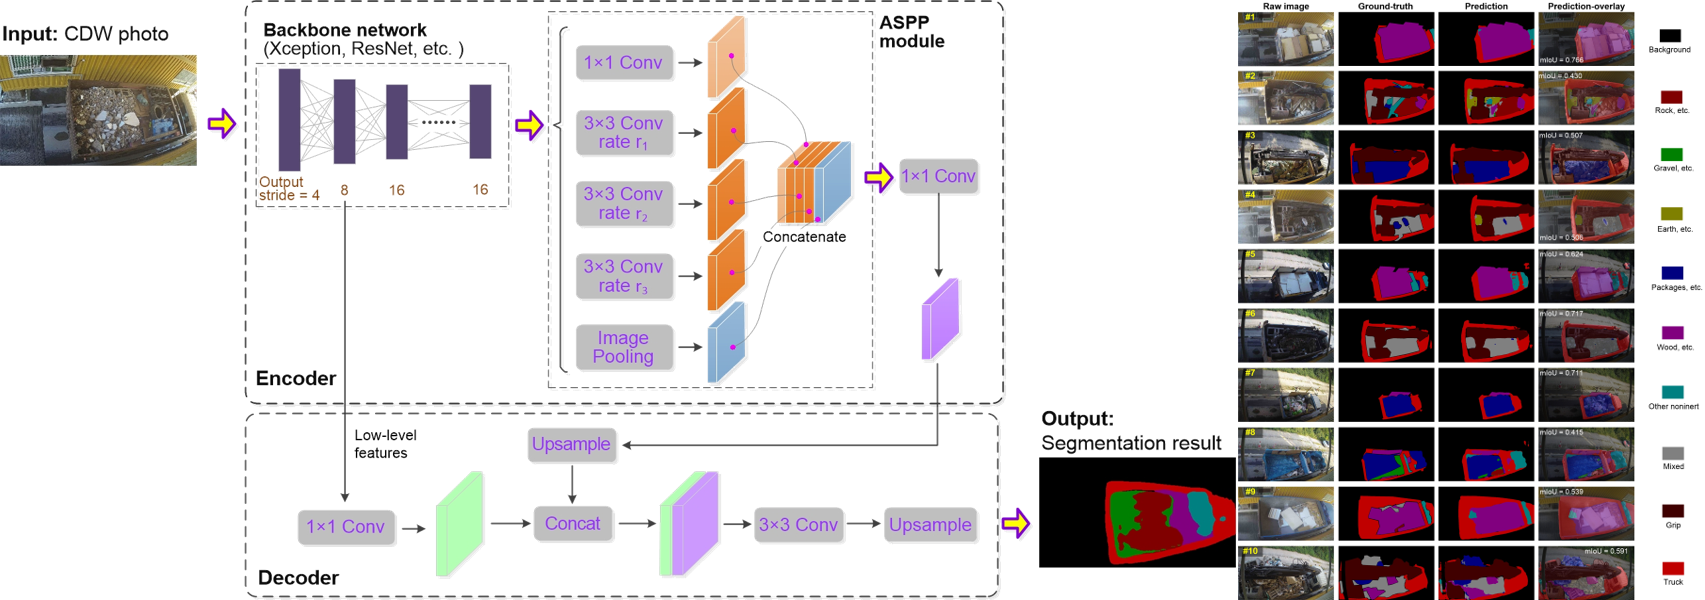 Input: CDW photo
Backbone network
(Xception, ResNet, etc. )
Output
stride = 4
8
16
16
ASPP
module
1×1 Conv
3×3 Conv
rate r1
3×3 Conv
rate r2
3×3 Conv
rate r3
Image
Pooling
Concatenate
1×1 Conv
Encoder
Low-level
features
Upsample
1×1 Conv
Concat
3×3 Conv
Upsample
Decoder
Output:
Segmentation result
Raw image
Ground-truth
Prediction
Prediction-overlay
#1
mIoU = 0.766
#2
mIoU = 0.430
#3
mIoU = 0.507
#4
mIoU = 0.506
#5
mIoU = 0.624
#6
mIoU = 0.717
#7
mIoU = 0.711
#8
mIoU = 0.415
#9
mIoU = 0.539
#10
mIoU = 0.591
Background
Rock, etc.
Gravel, etc.
Earth, etc.
Packages, etc.
Wood, etc.
Other noninert
Mixed
Grip
Truck